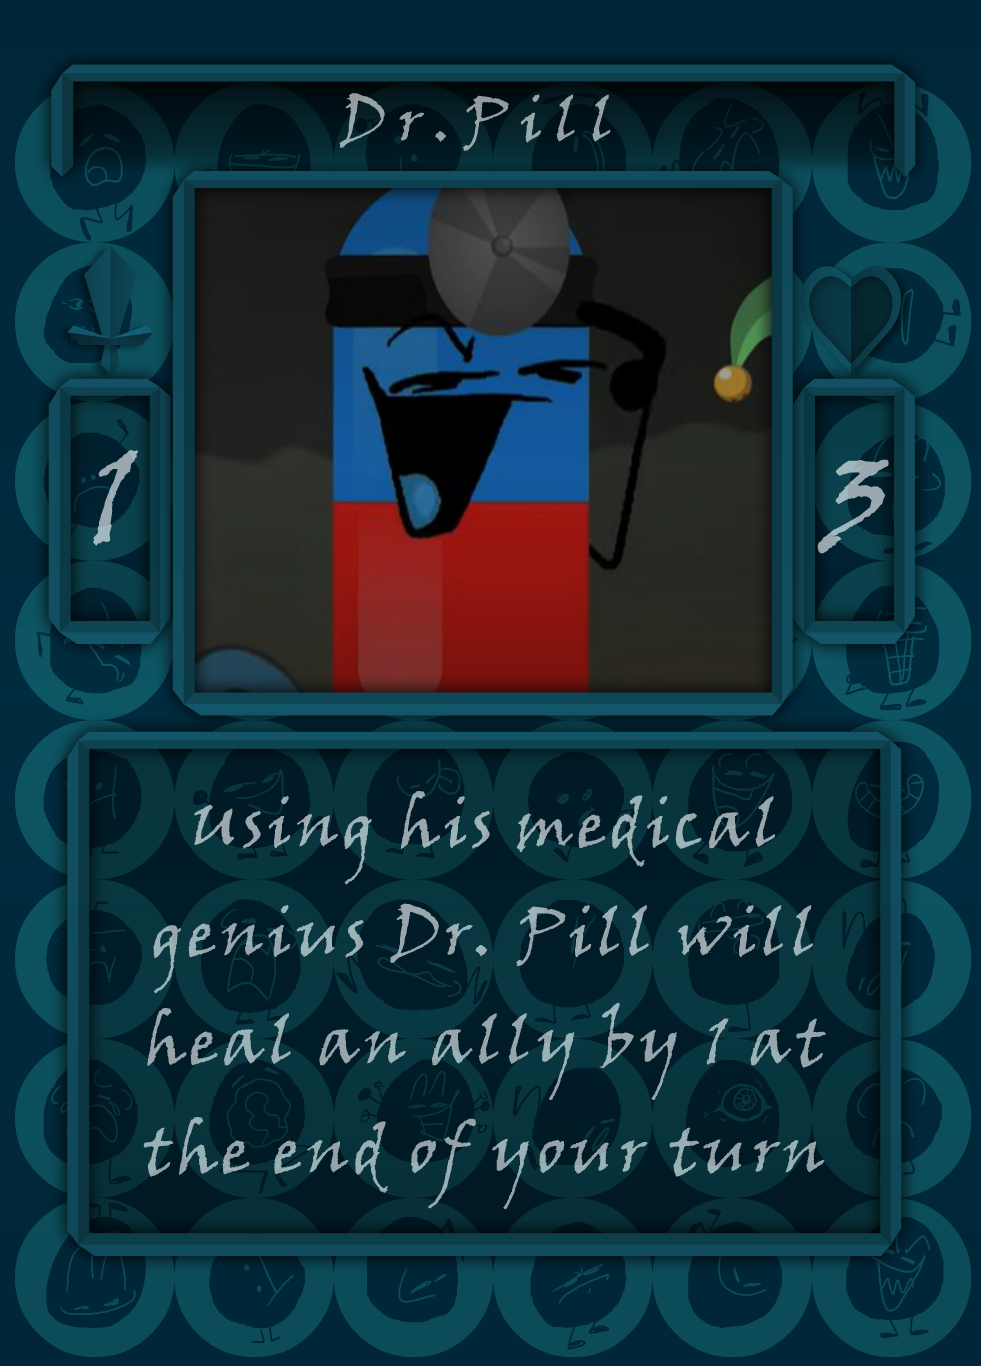 Dr. Pill
1
3
Using his medical
genius Dr. Pill will
heal an ally by 1 at
the end of your turn